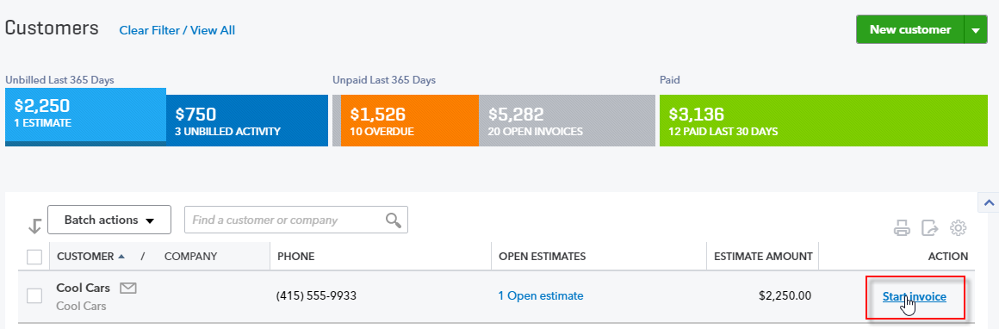 Customers Clear Filter / View All New customer
Unbilled Last 365 Days Unpaid Last 365 Days Paid
$2,250 $750 $1,526 $5,282 $3,136
1 ESTIMATE 3 UNBILLED ACTIVITY 10 OVERDUE 20 OPEN INVOICES 12 PAID LAST 30 DAYS
Batch actions Find a customer or company
CUSTOMER / COMPANY PHONE OPEN ESTIMATES ESTIMATE AMOUNT ACTION
Cool Cars (415) 555-9933 1 Open estimate $2,250.00 Start invoice
Cool Cars